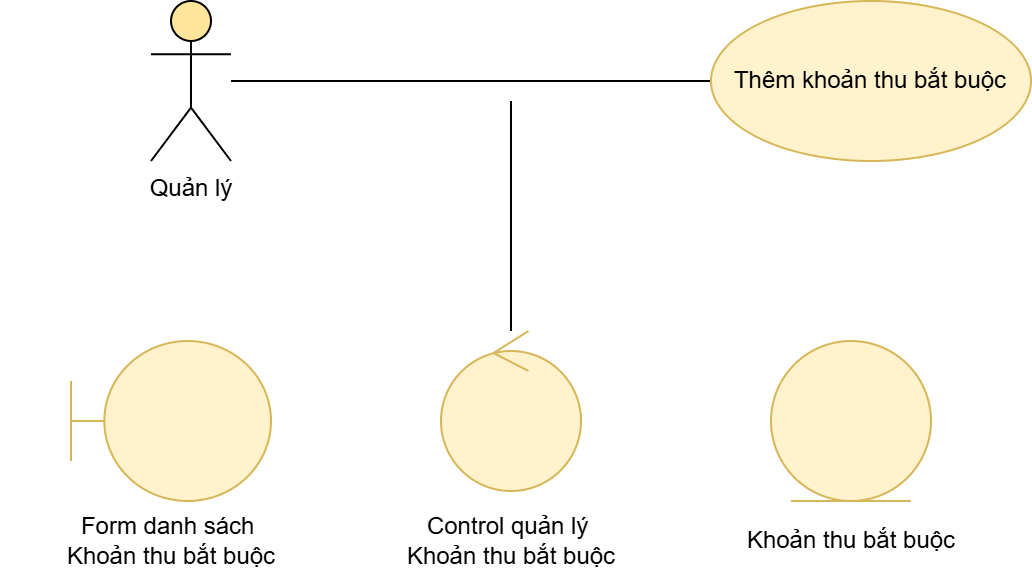 Thêm khoản thu bắt buộc
Quản lý
Form danh sách
Khoản thu bắt buộc
Control quản lý
Khoản thu bắt buộc
Khoản thu bắt buộc